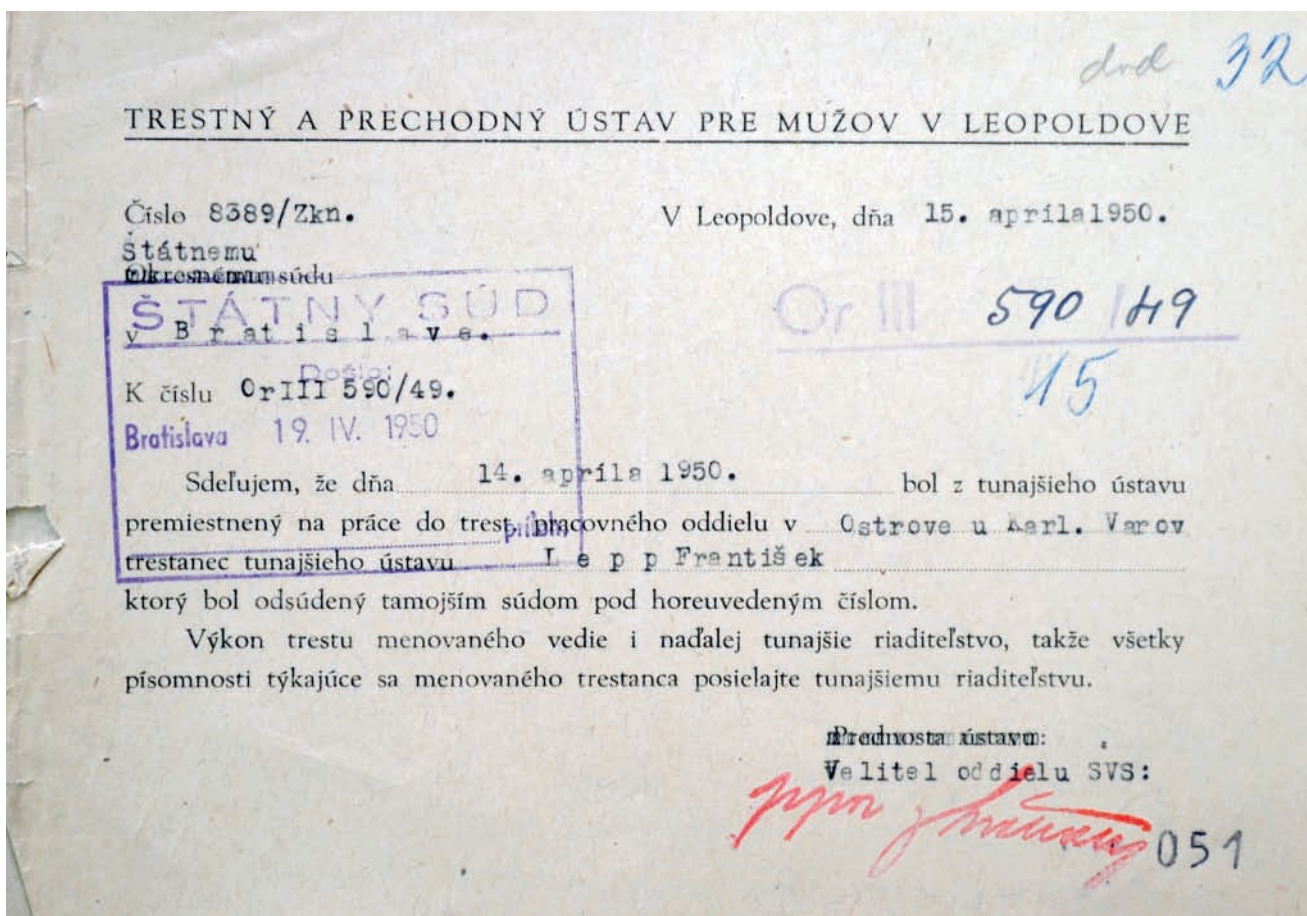 dvd 32
TRESTNÝ A PRECHODNÝ ÚSTAV PRE MUŽOV V LEOPOLDOVE
Číslo 8389/Zkn. V Leopoldove, dňa 15. apríla1950.
Štátnemu
Okresnému súdu
ŠTÁTNY SÚD
v Bratislave.
Or III 590/49
15
Došlo:
K číslu OrIII 590/49.
Bratislava 19. IV. 1950
Sdeľujem, že dňa 14. apríla 1950. bol z tunajšieho ústavu
premiestnený na práce do trest. pracovného oddielu v Ostrove u Karl. Varov
príloh
trestanec tunajšieho ústavu Lepp František
ktorý bol odsúdený tamojším súdom pod horeuvedeným číslom.
Výkon trestu menovaného vedie i naďalej tunajšie riaditeľstvo, takže všetky
písomnosti týkajúce sa menovaného trestanca posielajte tunajšiemu riaditeľstvu.
Prednosta ústavu:
Velitel oddielu SVS:
051